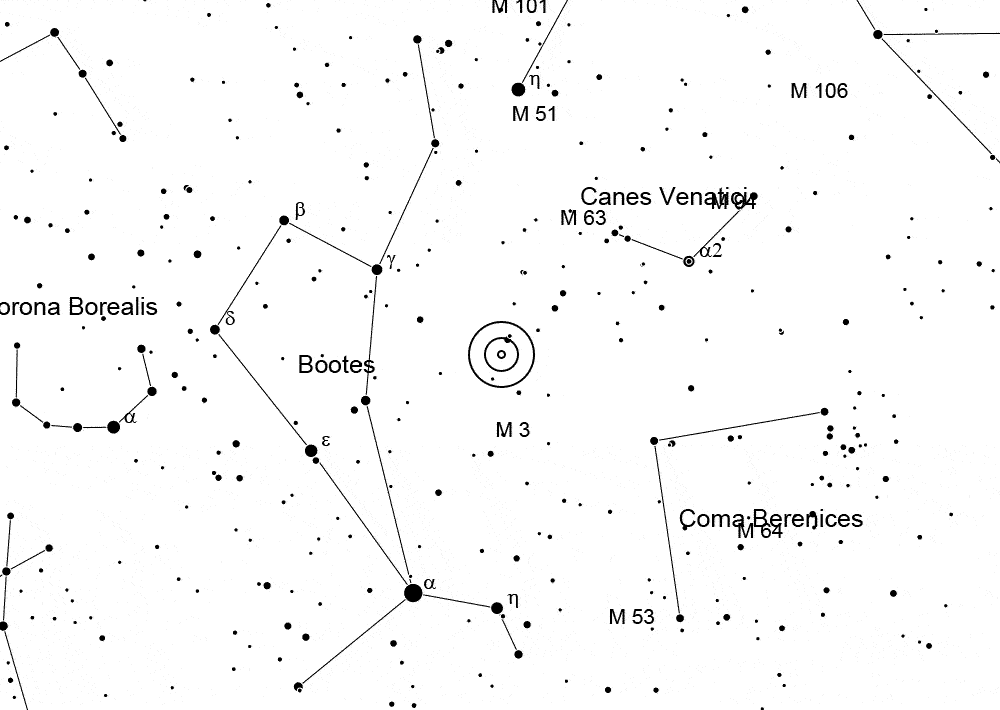 M 101
η
M 51
M 106
Canes Venatici
M 94
M 63
β
α2
γ
orona Borealis
δ
Bootes
α
M 3
ε
Coma Berenices
M 64
α
η
M 53